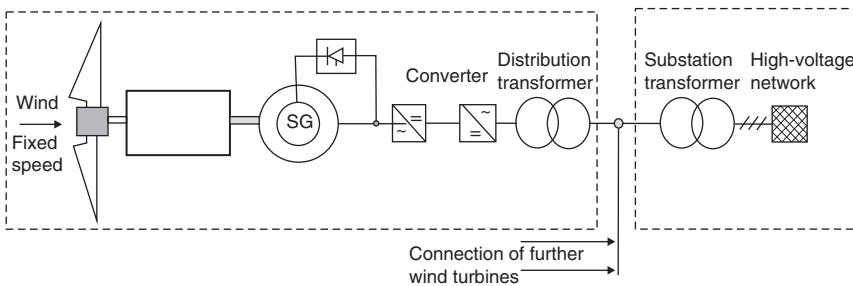 Wind
Fixed
speed
SG
Converter
Distribution
transformer
Substation
transformer
High-voltage
network
~ =
~ =
Connection of further
wind turbines